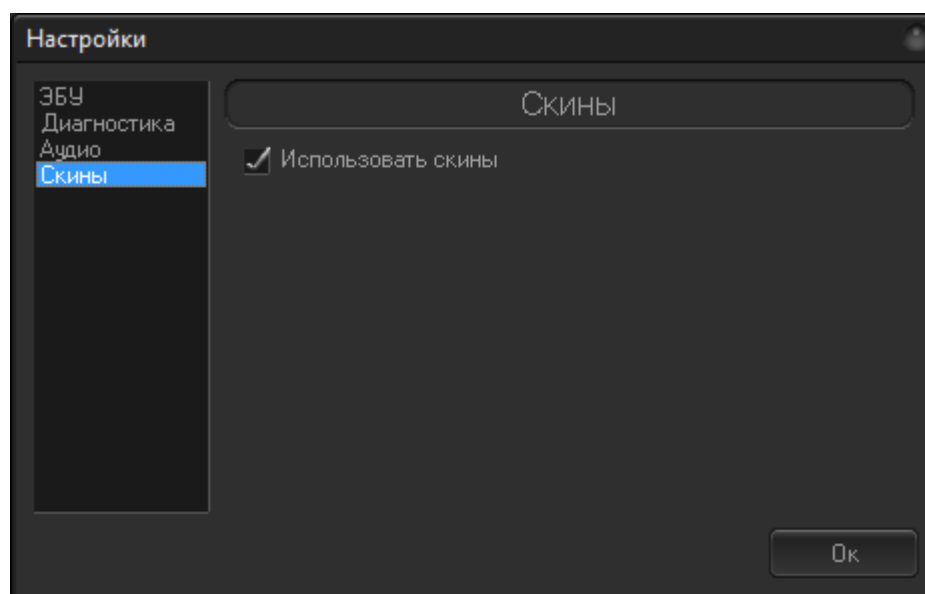 Настройки
ЭБУ
Диагностика
Аудио
Скины
Скины
Использовать скины
Ок